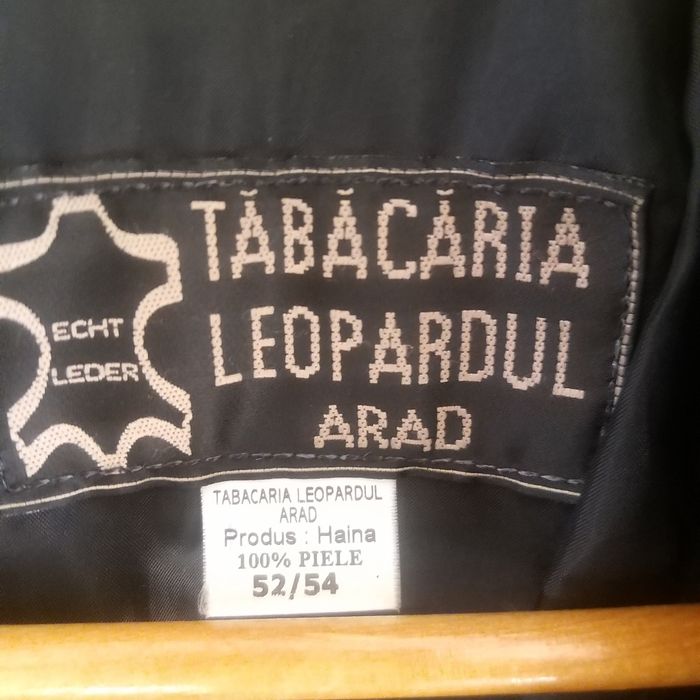 ECHT
LEDER
TĂBĂCĂRIA
LEOPARDUL
ARAD
TABACARIA LEOPARDUL
ARAD
Produs : Haina
100% PIELE
52/54